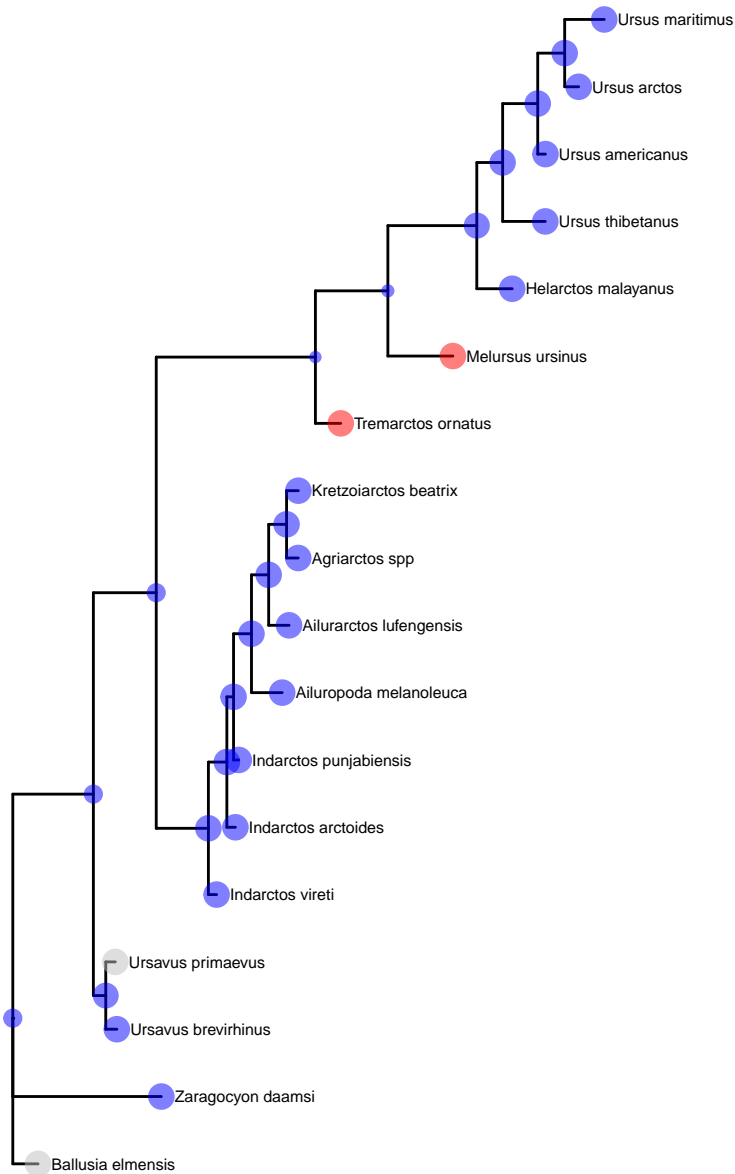 Ursus maritimus
Ursus arctos
Ursus americanus
Ursus thibetanus
Helarctos malayanus
Melursus ursinus
Tremarctos ornatus
Kretzoiarctos beatrix
Agriarctos spp
Ailurarctos lufengensis
Ailuropoda melanoleuca
Indarctos punjabiensis
Indarctos arctoides
Indarctos vireti
Ursavus primaevus
Ursavus brevirhinus
Zaragocyon daamsi
Ballusia elmensis